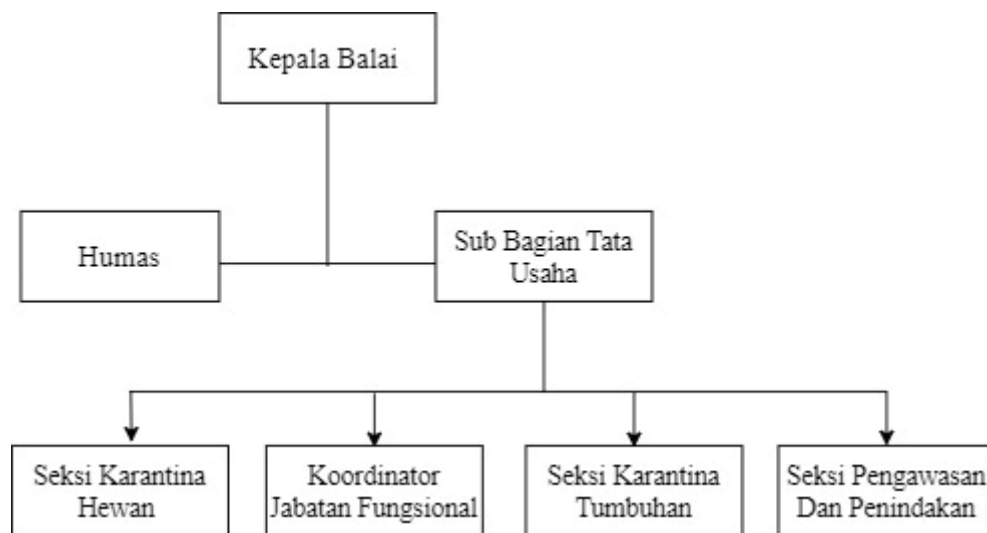 Kepala Balai
Humas
Sub Bagian Tata
Usaha
Seksi Karantina
Hewan
Koordinator
Jabatan Fungsional
Seksi Karantina
Tumbuhan
Seksi Pengawasan
Dan Penindakan